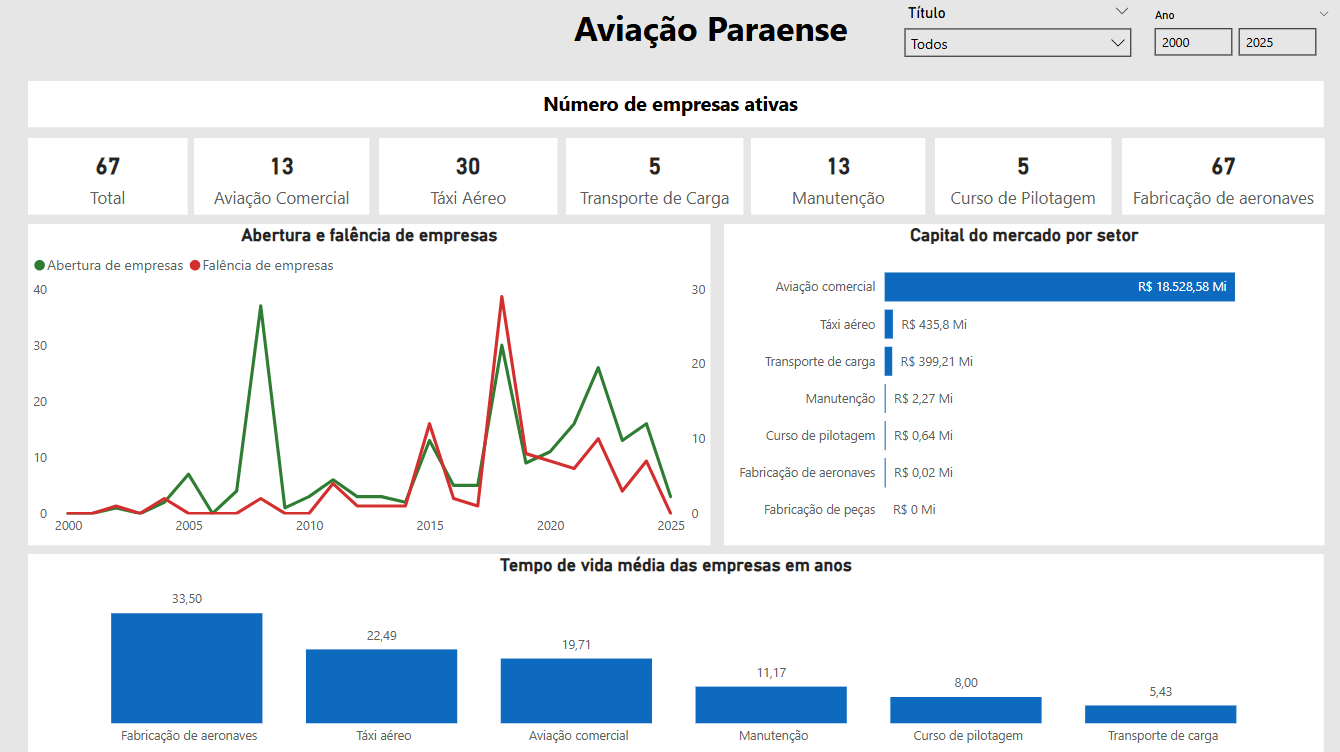 Aviação Paraense
Título
Todos
Ano
2000
2025
Número de empresas ativas
67
Total
13
Aviação Comercial
30
Táxi Aéreo
5
Transporte de Carga
13
Manutenção
5
Curso de Pilotagem
67
Fabricação de aeronaves
Abertura e falência de empresas
Abertura de empresas
Falência de empresas
40
30
20
10
0
30
20
10
0
2000
2005
2010
2015
2020
2025
Capital do mercado por setor
Aviação comercial R$ 18.528,58 Mi
Táxi aéreo R$ 435,8 Mi
Transporte de carga R$ 399,21 Mi
Manutenção R$ 2,27 Mi
Curso de pilotagem R$ 0,64 Mi
Fabricação de aeronaves R$ 0,02 Mi
Fabricação de peças R$ 0 Mi
Tempo de vida média das empresas em anos
33,50
22,49
19,71
11,17
8,00
5,43
Fabricação de aeronaves
Táxi aéreo
Aviação comercial
Manutenção
Curso de pilotagem
Transporte de carga